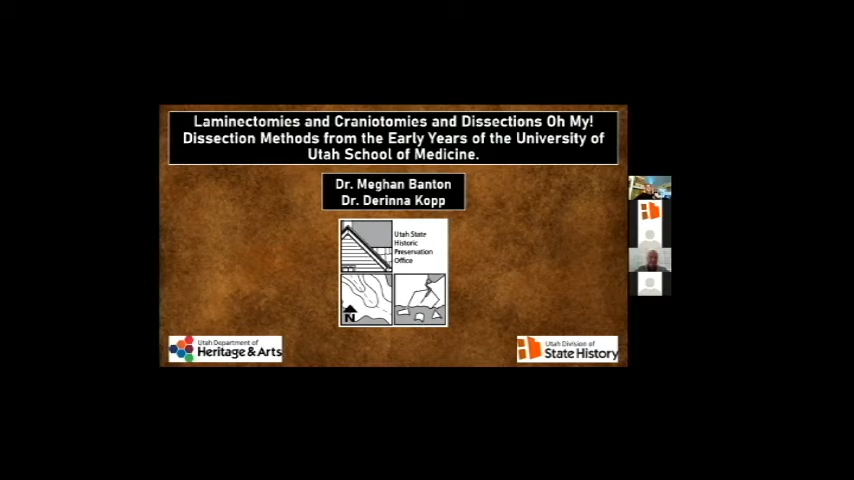 Laminectomies and Craniotomies and Dissections Oh My!
Dissection Methods from the Early Years of the University of
Utah School of Medicine.
Dr. Meghan Banton
Dr. Derinna Kopp
Utah State
Historic
Preservation
Office
N
Utah Department of
Heritage & Arts
Utah Division of
State History